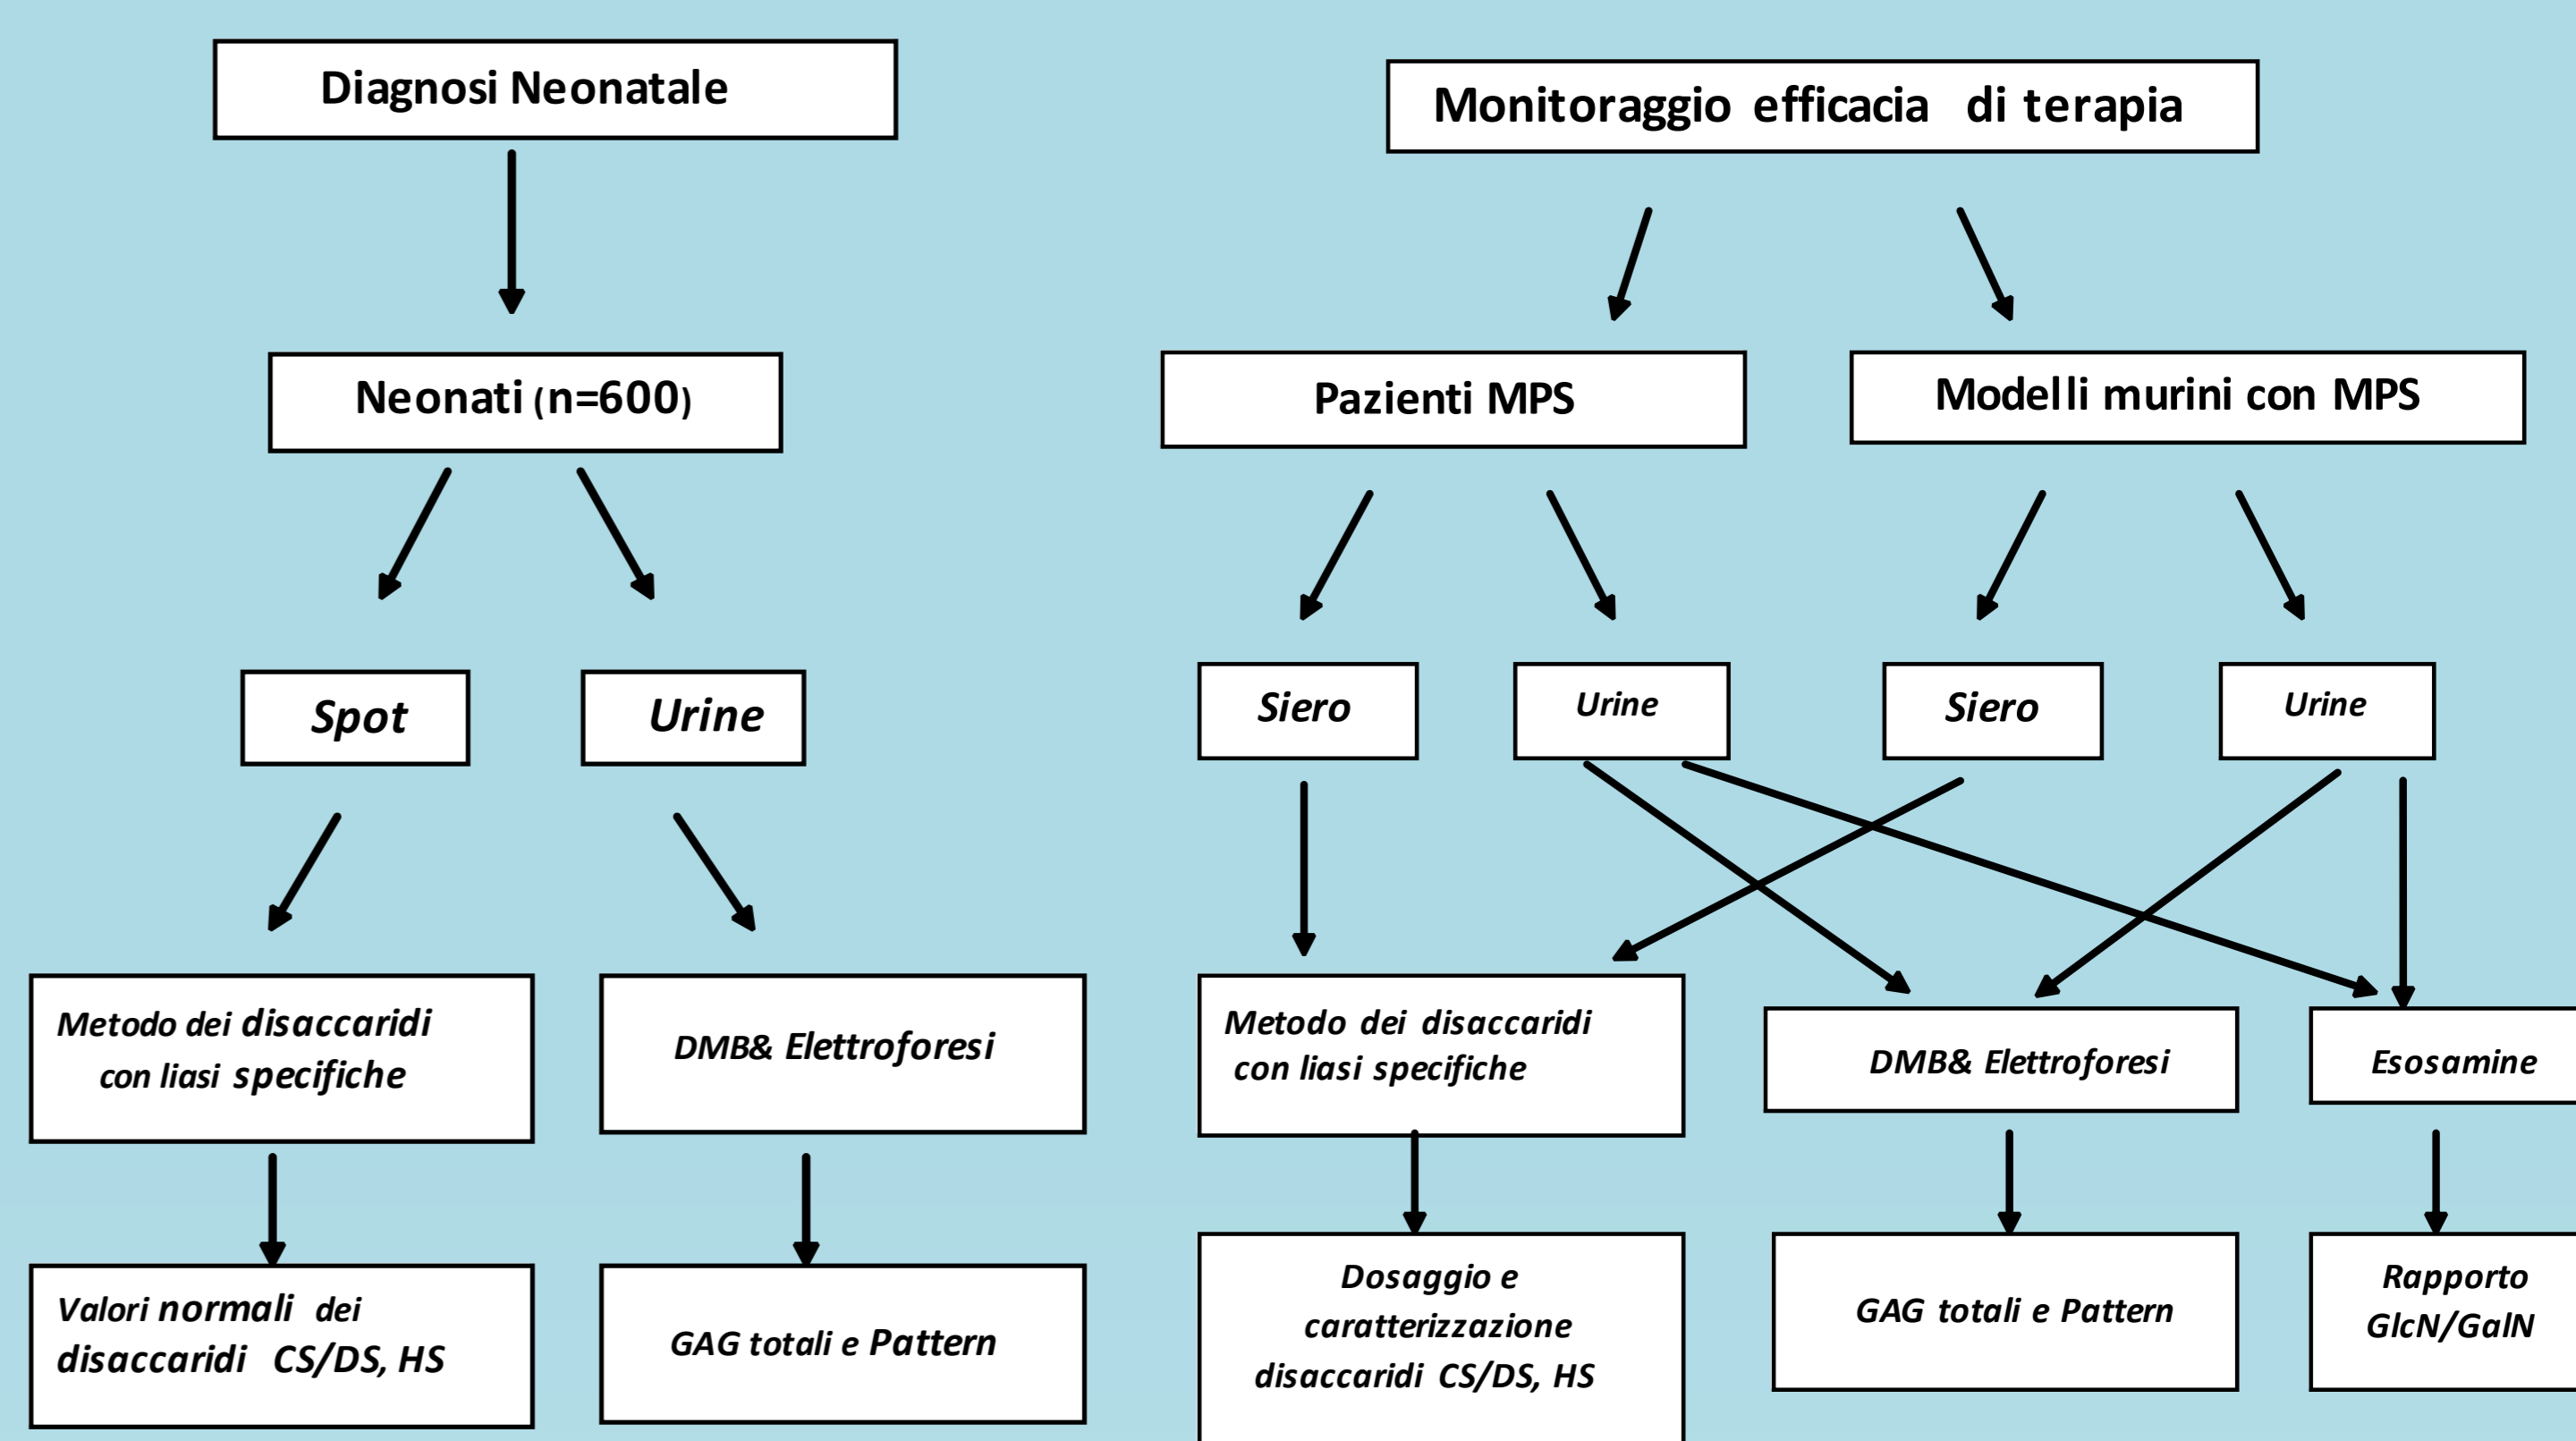 Diagnosi Neonatale
Monitoraggio efficacia di terapia
Neonati (n=600)
Pazienti MPS
Modelli murini con MPS
Spot
Urine
Siero
Urine
Siero
Urine
Metodo dei disaccaridi
con liasi specifiche
DMB& Elettroforesi
Metodo dei disaccaridi
con liasi specifiche
DMB& Elettroforesi
Esosamine
Valori normali dei
disaccaridi CS/DS, HS
GAG totali e Pattern
Dosaggio e
caratterizzazione
disaccaridi CS/DS, HS
GAG totali e Pattern
Rapporto
GlcN/GalN